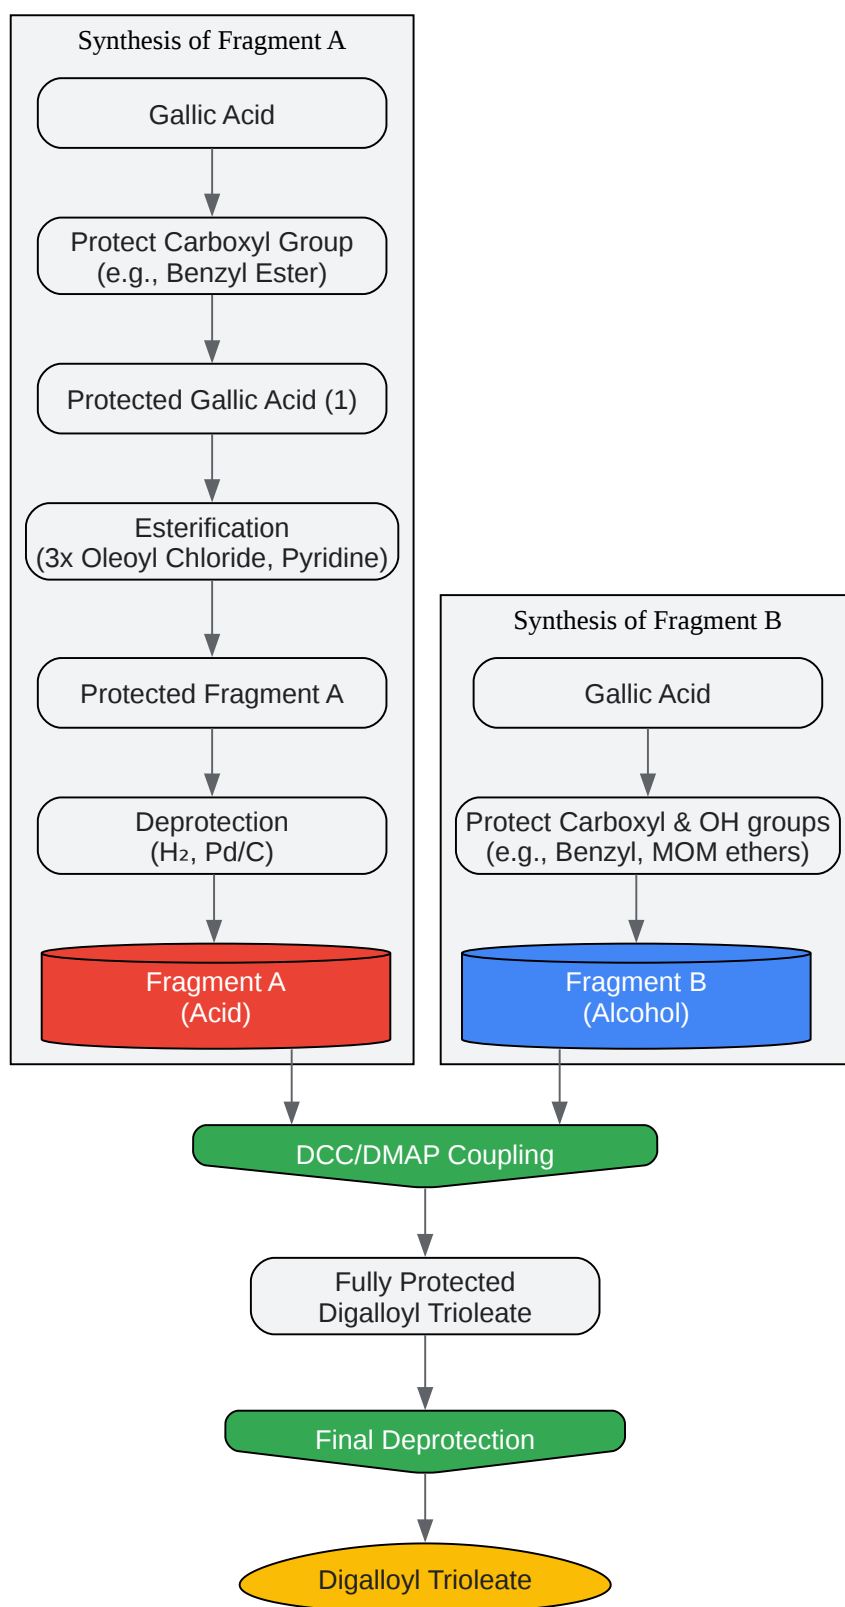 Synthesis of Fragment A
Gallic Acid
Protect Carboxyl Group
(e.g., Benzyl Ester)
Protected Gallic Acid (1)
Esterification
(3x Oleoyl Chloride, Pyridine)
Protected Fragment A
Deprotection
(H₂, Pd/C)
Fragment A
(Acid)
Synthesis of Fragment B
Gallic Acid
Protect Carboxyl & OH groups
(e.g., Benzyl, MOM ethers)
Fragment B
(Alcohol)
DCC/DMAP Coupling
Fully Protected
Digalloyl Trioleate
Final Deprotection
Digalloyl Trioleate